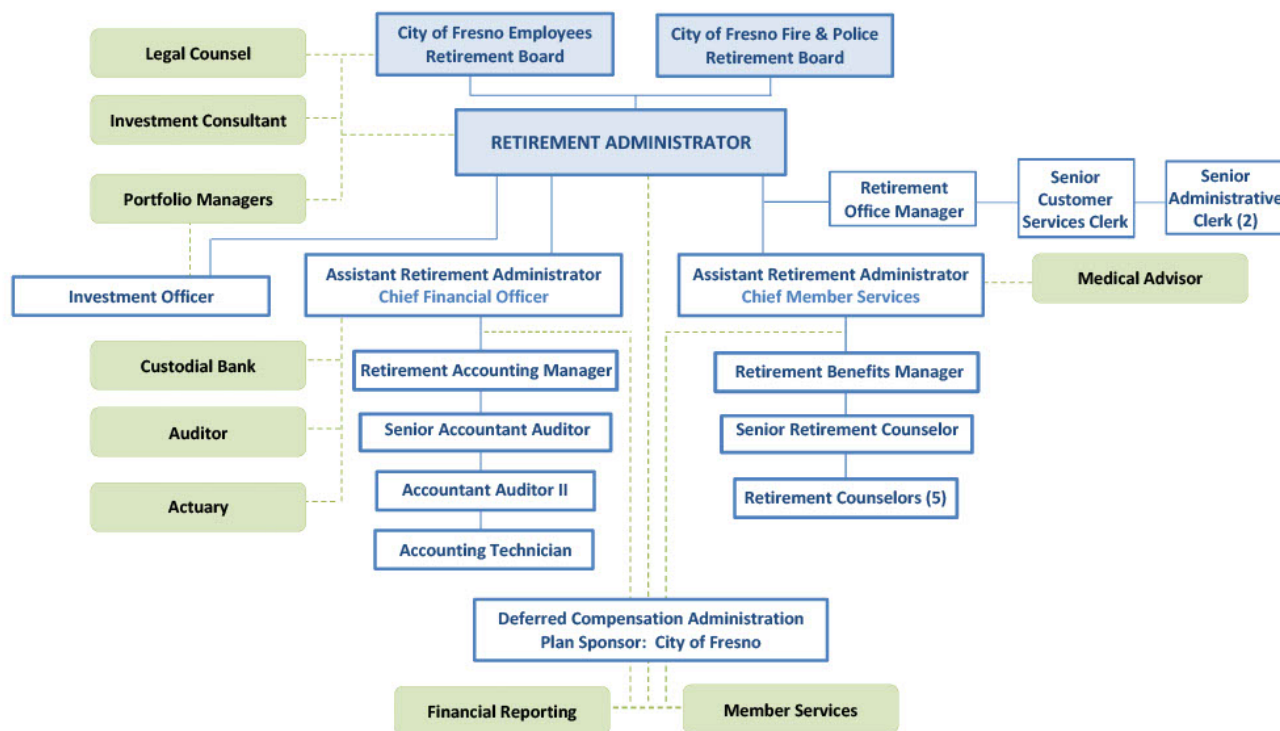 City of Fresno Employees
Retirement Board
City of Fresno Fire & Police
Retirement Board
Legal Counsel
Investment Consultant
RETIREMENT ADMINISTRATOR
Portfolio Managers
Retirement
Office Manager
Senior
Customer
Services Clerk
Senior
Administrative
Clerk (2)
Investment Officer
Assistant Retirement Administrator
Chief Financial Officer
Assistant Retirement Administrator
Chief Member Services
Medical Advisor
Custodial Bank
Retirement Accounting Manager
Retirement Benefits Manager
Auditor
Senior Accountant Auditor
Senior Retirement Counselor
Actuary
Accountant Auditor II
Retirement Counselors (5)
Accounting Technician
Deferred Compensation Administration
Plan Sponsor: City of Fresno
Financial Reporting
Member Services